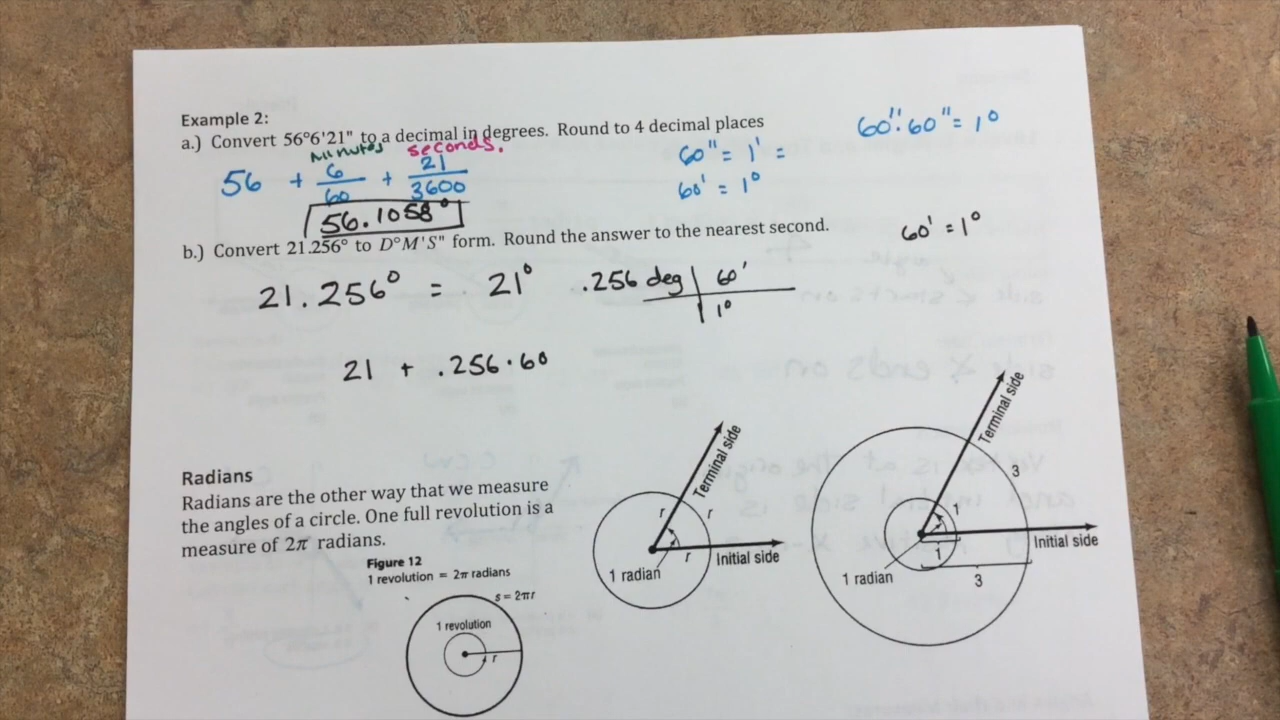 Example 2:
a.) Convert 56°6'21" to a decimal in degrees. Round to 4 decimal places
60''·60" = 1°
minutes seconds.
56 + 6/60 + 21/3600
60" = 1' =
60' = 1°
56.1058°
b.) Convert 21.256° to D°M'S" form. Round the answer to the nearest second.
60' = 1°
21.256° = 21° .256 deg | 60'
1°
21 + .256·60
Radians
Radians are the other way that we measure
the angles of a circle. One full revolution is a
measure of 2π radians.
Figure 12
1 revolution = 2π radians
s = 2πr
1 revolution
r
Terminal side
r
r
r
Initial side
1 radian
Terminal side
3
1
1
Initial side
1 radian
3